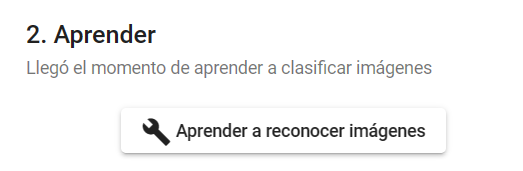 2. Aprender
Llegó el momento de aprender a clasificar imágenes
Aprender a reconocer imágenes